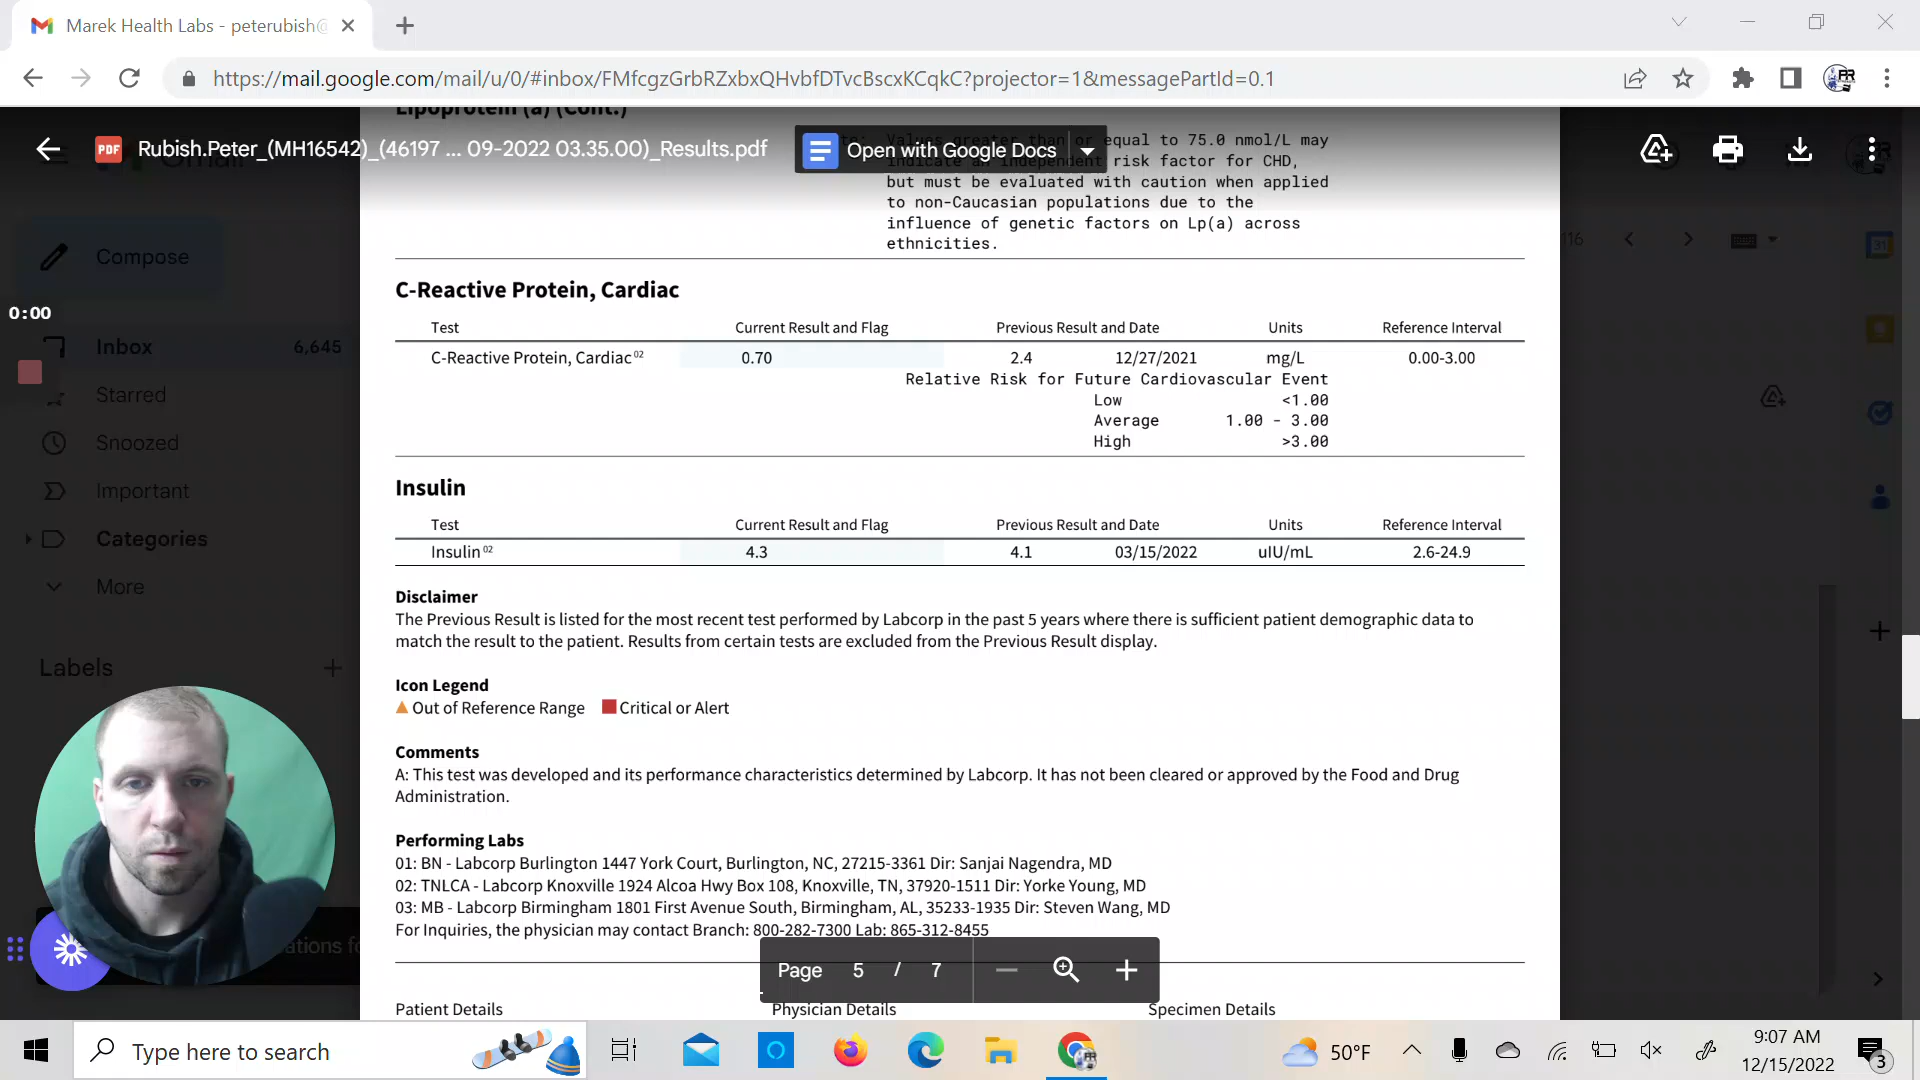 Marek Health Labs - peterubish@
https://mail.google.com/mail/u/0/#inbox/FMfcgzGrbRZxbxQHvbfDTvcBscxKCqkC?projector=1&messagePartId=0.1
Lipoprotein (a) (Cont.)
PDF Rubish.Peter_(MH16542)_(46197 ... 09-2022 03.35.00)_Results.pdf
Open with Google Docs
Values greater than or equal to 75.0 nmol/L may
indicate an independent risk factor for CHD,
but must be evaluated with caution when applied
to non-Caucasian populations due to the
influence of genetic factors on Lp(a) across
ethnicities.
Compose
116
31
0:00
Inbox 6,645
Starred
Snoozed
Important
Categories
More
Labels
C-Reactive Protein, Cardiac
Test Current Result and Flag Previous Result and Date Units Reference Interval
C-Reactive Protein, Cardiac 02 0.70 2.4 12/27/2021 mg/L 0.00-3.00
Relative Risk for Future Cardiovascular Event
Low <1.00
Average 1.00 - 3.00
High >3.00
Insulin
Test Current Result and Flag Previous Result and Date Units Reference Interval
Insulin 02 4.3 4.1 03/15/2022 uIU/mL 2.6-24.9
Disclaimer
The Previous Result is listed for the most recent test performed by Labcorp in the past 5 years where there is sufficient patient demographic data to
match the result to the patient. Results from certain tests are excluded from the Previous Result display.
Icon Legend
Out of Reference Range Critical or Alert
Comments
A: This test was developed and its performance characteristics determined by Labcorp. It has not been cleared or approved by the Food and Drug
Administration.
Performing Labs
01: BN - Labcorp Burlington 1447 York Court, Burlington, NC, 27215-3361 Dir: Sanjai Nagendra, MD
02: TNLCA - Labcorp Knoxville 1924 Alcoa Hwy Box 108, Knoxville, TN, 37920-1511 Dir: Yorke Young, MD
03: MB - Labcorp Birmingham 1801 First Avenue South, Birmingham, AL, 35233-1935 Dir: Steven Wang, MD
For Inquiries, the physician may contact Branch: 800-282-7300 Lab: 865-312-8455
Page 5 / 7
Patient Details Physician Details Specimen Details
Type here to search
50°F
9:07 AM
12/15/2022
3